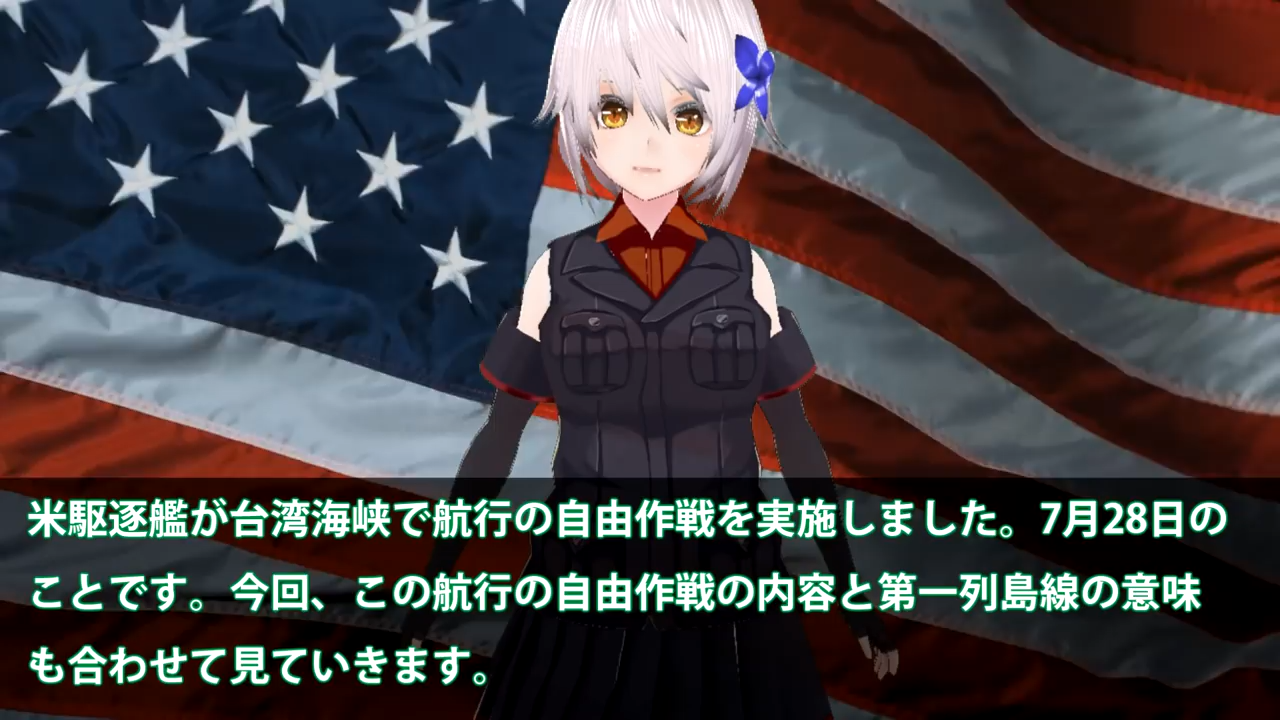 米駆逐艦が台湾海峡で航行の自由作戦を実施しました。7月28日の
ことです。今回、この航行の自由作戦の内容と第一列島線の意味
も合わせて見ていきます。